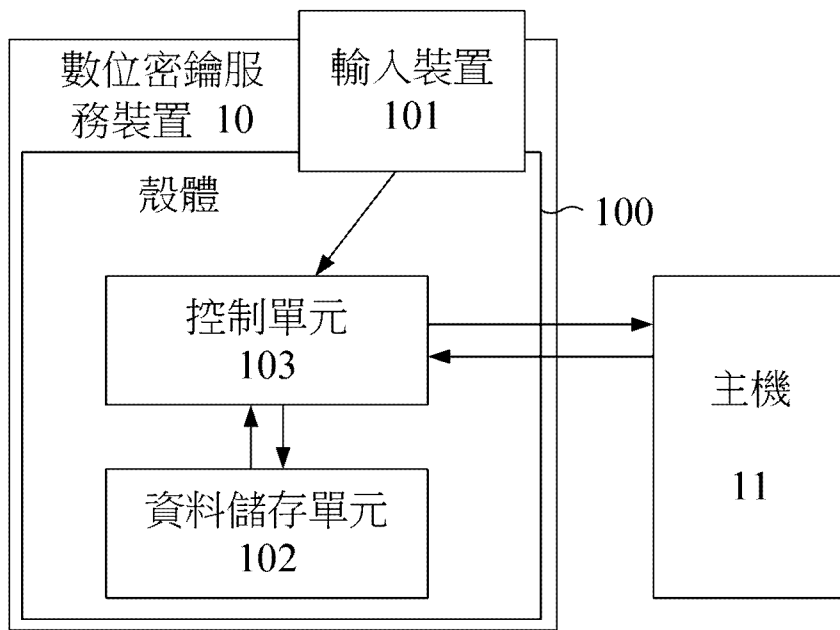 數位密鑰服
務裝置 10
輸入裝置
101
殼體
100
控制單元
103
主機
11
資料儲存單元
102